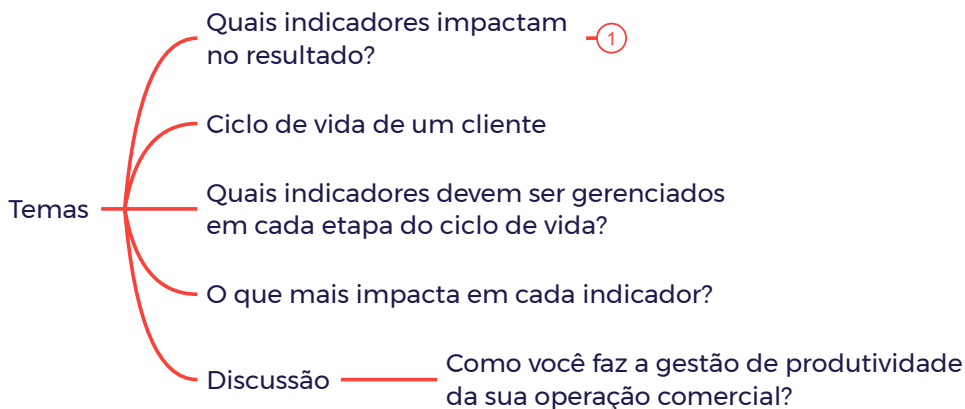 Quais indicadores impactam
no resultado?
1
Ciclo de vida de um cliente
Quais indicadores devem ser gerenciados
em cada etapa do ciclo de vida?
Temas
O que mais impacta em cada indicador?
Discussão
Como você faz a gestão de produtividade
da sua operação comercial?